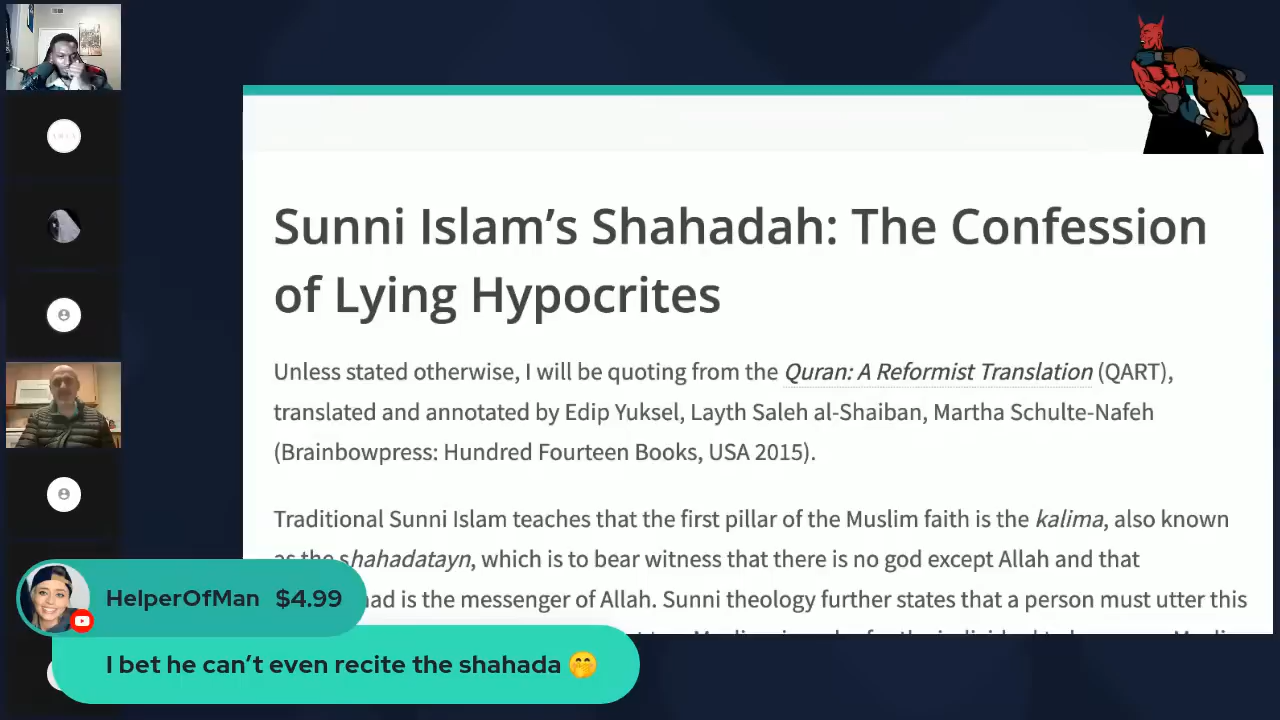 Sunni Islam’s Shahadah: The Confession
of Lying Hypocrites
Unless stated otherwise, I will be quoting from the Quran: A Reformist Translation (QART),
translated and annotated by Edip Yuksel, Layth Saleh al-Shaiban, Martha Schulte-Nafeh
(Brainbowpress: Hundred Fourteen Books, USA 2015).
Traditional Sunni Islam teaches that the first pillar of the Muslim faith is the kalima, also known
as the shahadatayn, which is to bear witness that there is no god except Allah and that
is the messenger of Allah. Sunni theology further states that a person must utter this
HelperOfMan $4.99
I bet he can’t even recite the shahada 🤭